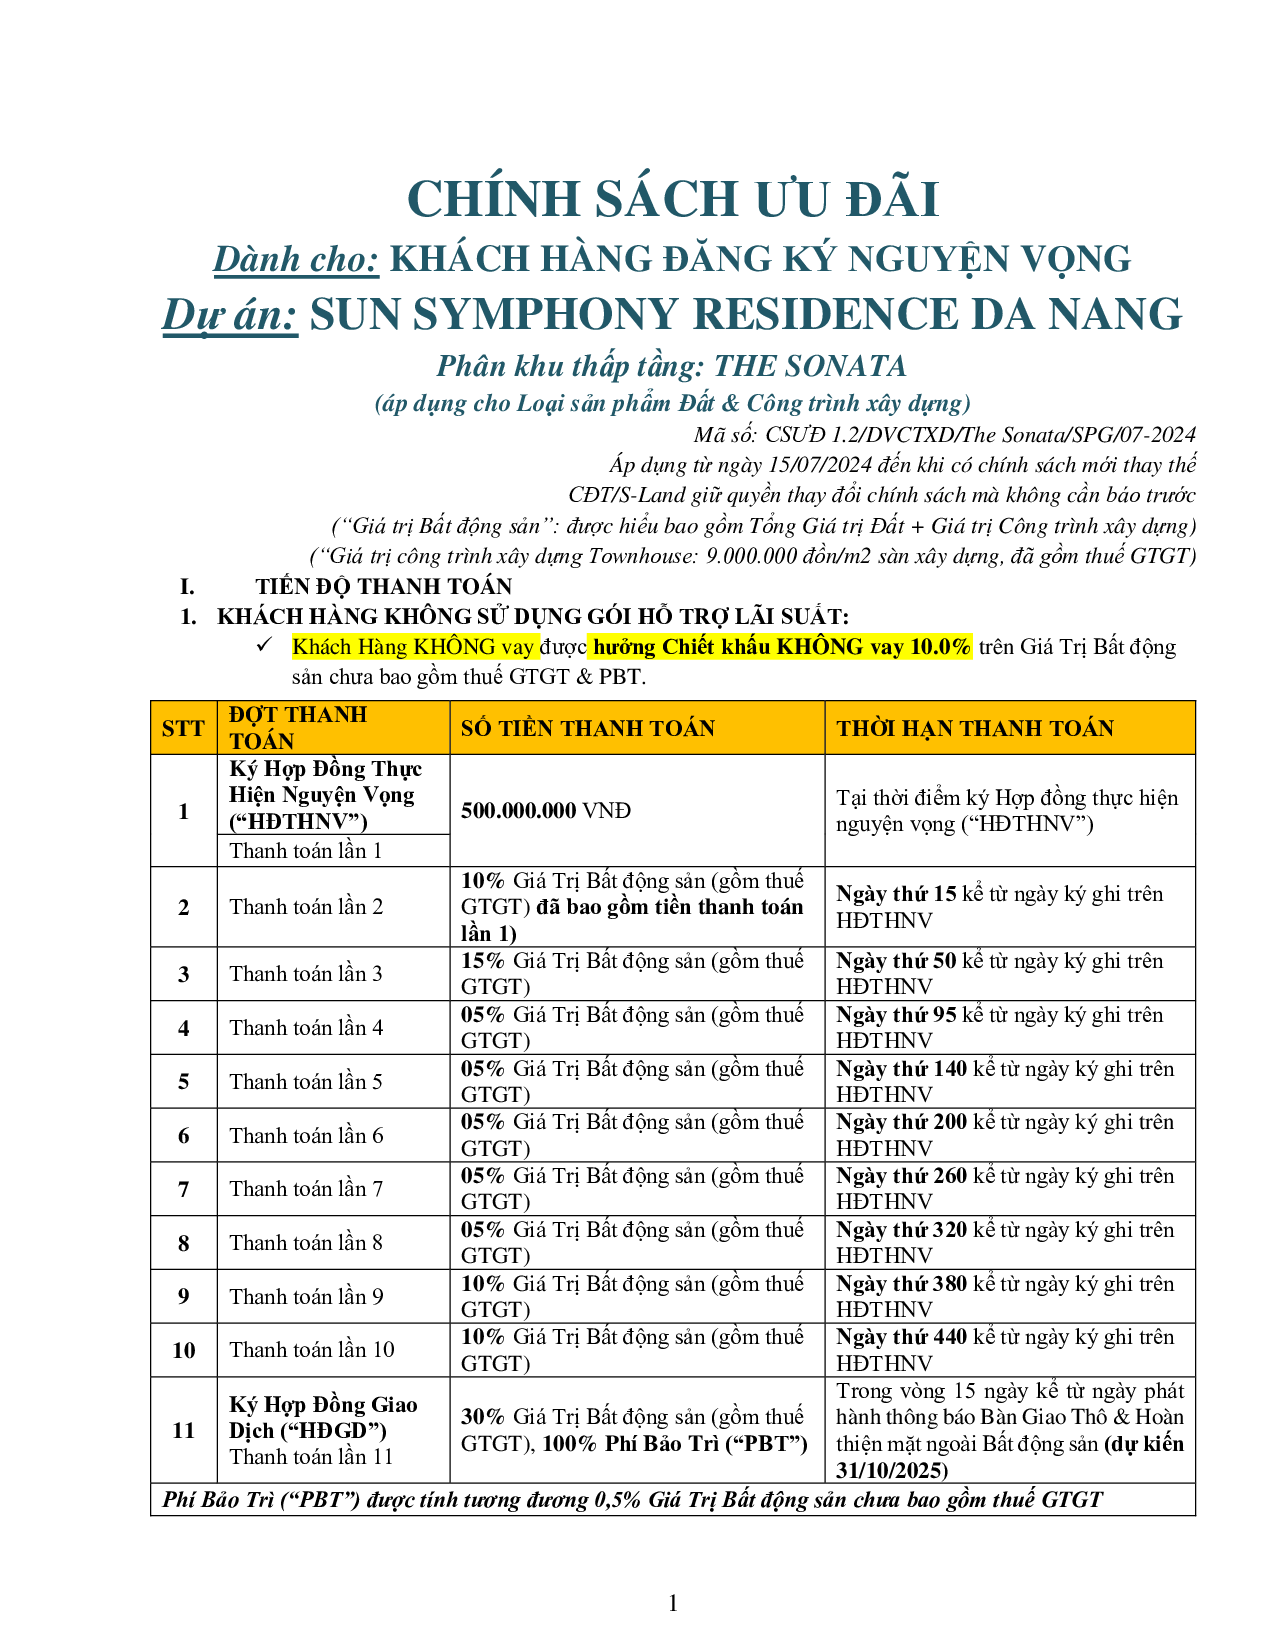 CHÍNH SÁCH ƯU ĐÃI
Dành cho: KHÁCH HÀNG ĐĂNG KÝ NGUYỆN VỌNG
Dự án: SUN SYMPHONY RESIDENCE DA NANG
Phân khu thấp tầng: THE SONATA
(áp dụng cho Loại sản phẩm Đất & Công trình xây dựng)
Mã số: CSƯĐ 1.2/DVCTXD/The Sonata/SPG/07-2024
Áp dụng từ ngày 15/07/2024 đến khi có chính sách mới thay thế
CĐT/S-Land giữ quyền thay đổi chính sách mà không cần báo trước
(“Giá trị Bất động sản”: được hiểu bao gồm Tổng Giá trị Đất + Giá trị Công trình xây dựng)
(“Giá trị công trình xây dựng Townhouse: 9.000.000 đồn/m2 sàn xây dựng, đã gồm thuế GTGT)
I. TIẾN ĐỘ THANH TOÁN
1. KHÁCH HÀNG KHÔNG SỬ DỤNG GÓI HỖ TRỢ LÃI SUẤT:
✓ Khách Hàng KHÔNG vay được hưởng Chiết khấu KHÔNG vay 10.0% trên Giá Trị Bất động
sản chưa bao gồm thuế GTGT & PBT.
STT
ĐỢT THANH
TOÁN
SỐ TIỀN THANH TOÁN
THỜI HẠN THANH TOÁN
1
Ký Hợp Đồng Thực
Hiện Nguyện Vọng
(“HĐTHNV”)
Thanh toán lần 1
500.000.000 VNĐ
Tại thời điểm ký Hợp đồng thực hiện
nguyện vọng (“HĐTHNV”)
2
Thanh toán lần 2
10% Giá Trị Bất động sản (gồm thuế
GTGT) đã bao gồm tiền thanh toán
lần 1)
Ngày thứ 15 kể từ ngày ký ghi trên
HĐTHNV
3
Thanh toán lần 3
15% Giá Trị Bất động sản (gồm thuế
GTGT)
Ngày thứ 50 kể từ ngày ký ghi trên
HĐTHNV
4
Thanh toán lần 4
05% Giá Trị Bất động sản (gồm thuế
GTGT)
Ngày thứ 95 kể từ ngày ký ghi trên
HĐTHNV
5
Thanh toán lần 5
05% Giá Trị Bất động sản (gồm thuế
GTGT)
Ngày thứ 140 kể từ ngày ký ghi trên
HĐTHNV
6
Thanh toán lần 6
05% Giá Trị Bất động sản (gồm thuế
GTGT)
Ngày thứ 200 kể từ ngày ký ghi trên
HĐTHNV
7
Thanh toán lần 7
05% Giá Trị Bất động sản (gồm thuế
GTGT)
Ngày thứ 260 kể từ ngày ký ghi trên
HĐTHNV
8
Thanh toán lần 8
05% Giá Trị Bất động sản (gồm thuế
GTGT)
Ngày thứ 320 kể từ ngày ký ghi trên
HĐTHNV
9
Thanh toán lần 9
10% Giá Trị Bất động sản (gồm thuế
GTGT)
Ngày thứ 380 kể từ ngày ký ghi trên
HĐTHNV
10
Thanh toán lần 10
10% Giá Trị Bất động sản (gồm thuế
GTGT)
Ngày thứ 440 kể từ ngày ký ghi trên
HĐTHNV
11
Ký Hợp Đồng Giao
Dịch (“HĐGD”)
Thanh toán lần 11
30% Giá Trị Bất động sản (gồm thuế
GTGT), 100% Phí Bảo Trì (“PBT”)
Trong vòng 15 ngày kể từ ngày phát
hành thông báo Bàn Giao Thô & Hoàn
thiện mặt ngoài Bất động sản (dự kiến
31/10/2025)
Phí Bảo Trì (“PBT”) được tính tương đương 0,5% Giá Trị Bất động sản chưa bao gồm thuế GTGT
1